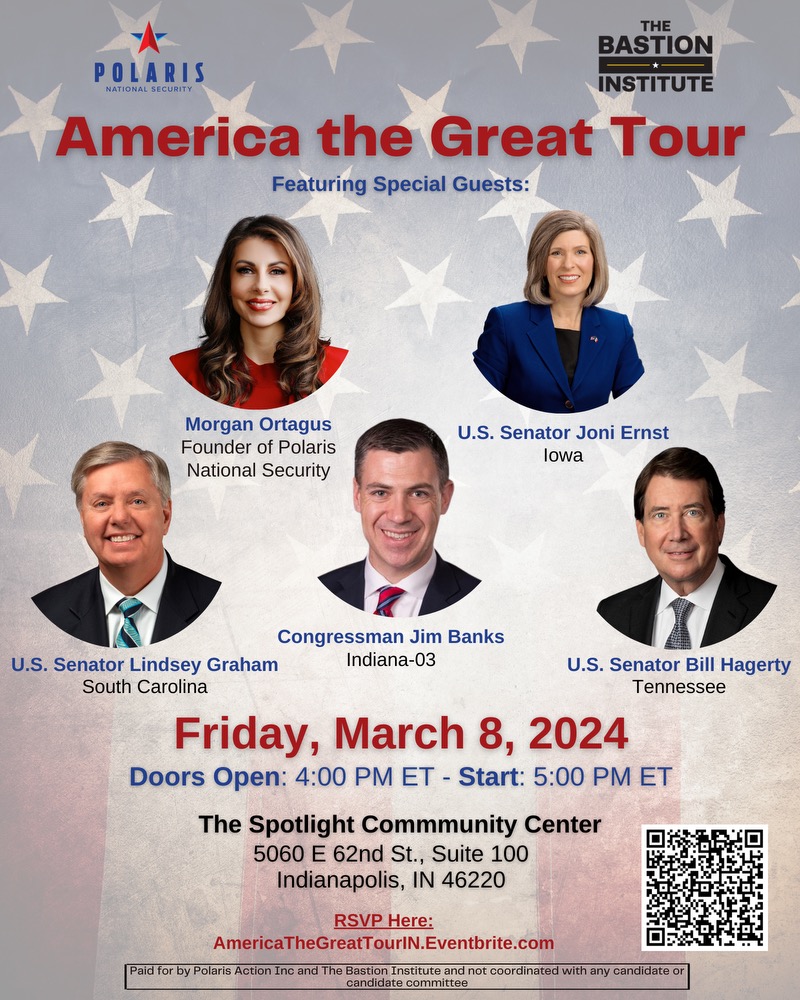 POLARIS
NATIONAL SECURITY
THE
BASTION
INSTITUTE
America the Great Tour
Featuring Special Guests:
Morgan Ortagus
Founder of Polaris
National Security
U.S. Senator Joni Ernst
Iowa
U.S. Senator Lindsey Graham
South Carolina
Congressman Jim Banks
Indiana-03
U.S. Senator Bill Hagerty
Tennessee
Friday, March 8, 2024
Doors Open: 4:00 PM ET - Start: 5:00 PM ET
The Spotlight Commmunity Center
5060 E 62nd St., Suite 100
Indianapolis, IN 46220
RSVP Here:
AmericaTheGreatTourIN.Eventbrite.com
Paid for by Polaris Action Inc and The Bastion Institute and not coordinated with any candidate or
candidate committee